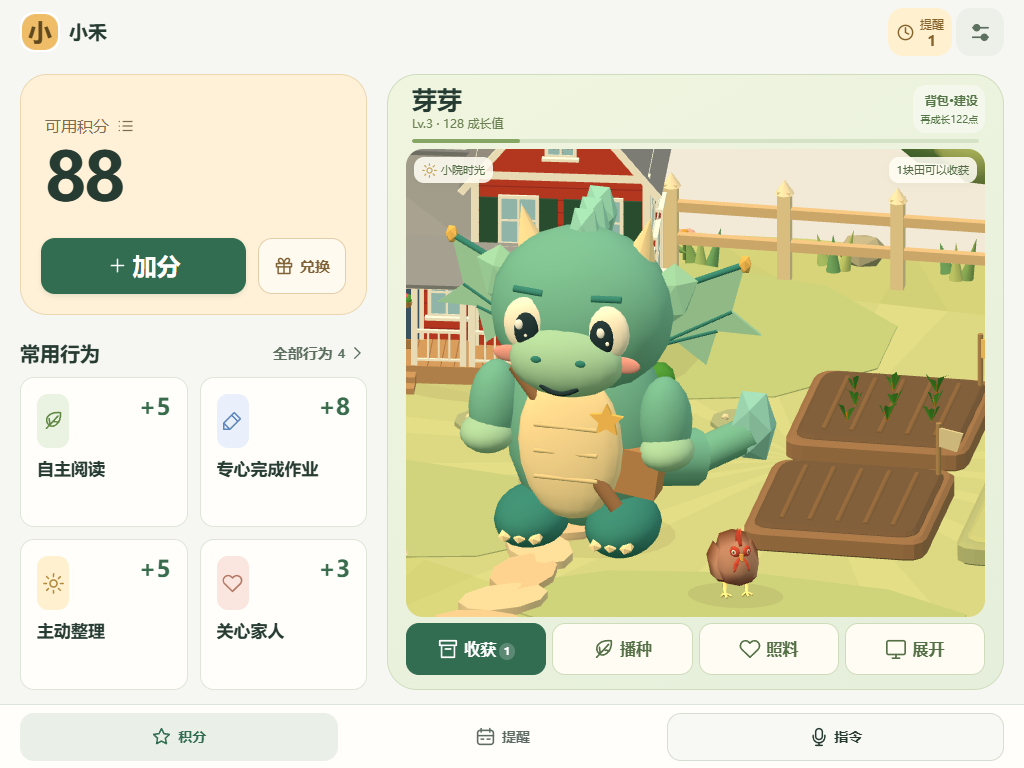 小 小禾
提醒
1
可用积分
88
+ 加分
兑换
常用行为
全部行为 4
+5
自主阅读
+8
专心完成作业
+5
主动整理
+3
关心家人
芽芽
Lv.3 · 128 成长值
背包•建设
再成长122点
小院时光
1块田可以收获
收获 1
播种
照料
展开
积分
提醒
指令